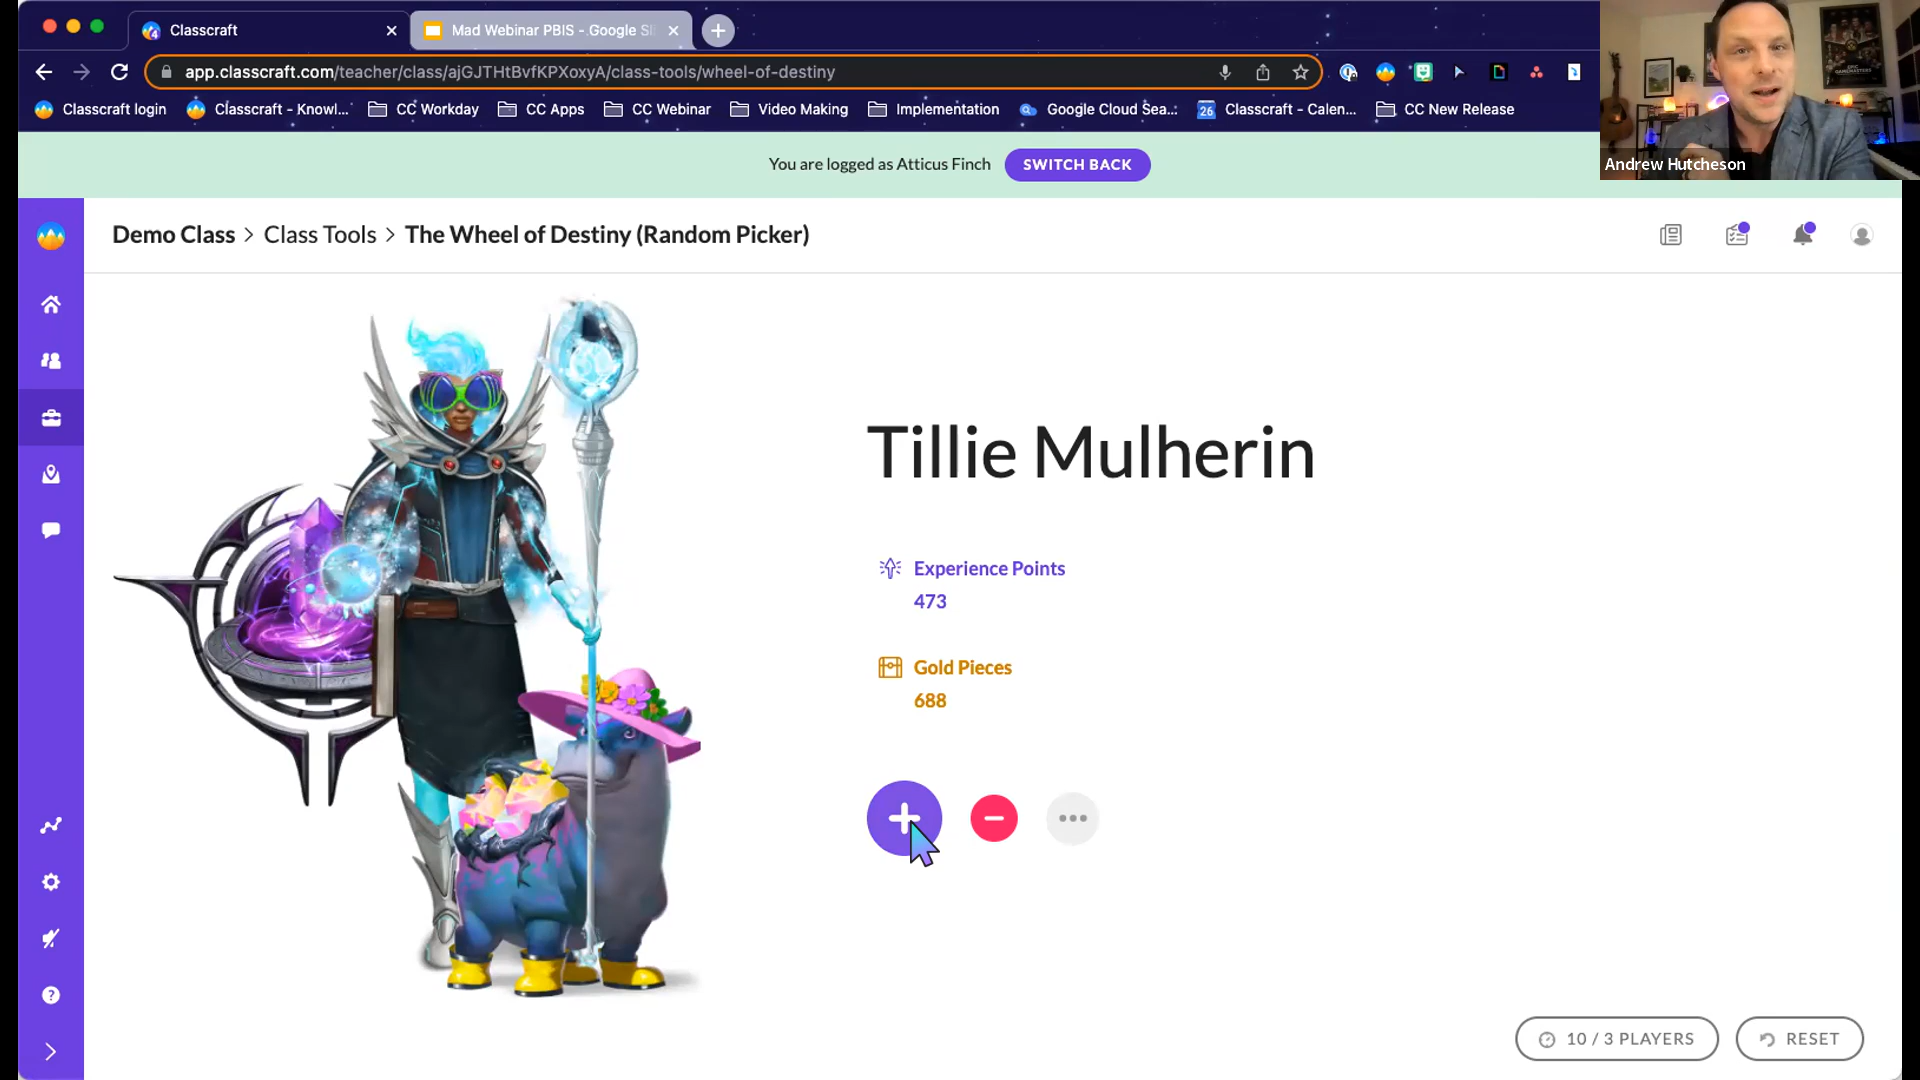 Classcraft
Mad Webinar PBIS - Google Sl
app.classcraft.com/teacher/class/ajGJTHtBvfKPXoxyA/class-tools/wheel-of-destiny
Classcraft login
Classcraft - Knowl...
CC Workday
CC Apps
CC Webinar
Video Making
Implementation
Google Cloud Sea...
26
Classcraft - Calen...
CC New Release
Andrew Hutcheson
You are logged as Atticus Finch
SWITCH BACK
Demo Class > Class Tools > The Wheel of Destiny (Random Picker)
Tillie Mulherin
Experience Points
473
Gold Pieces
688
10 / 3 PLAYERS
RESET